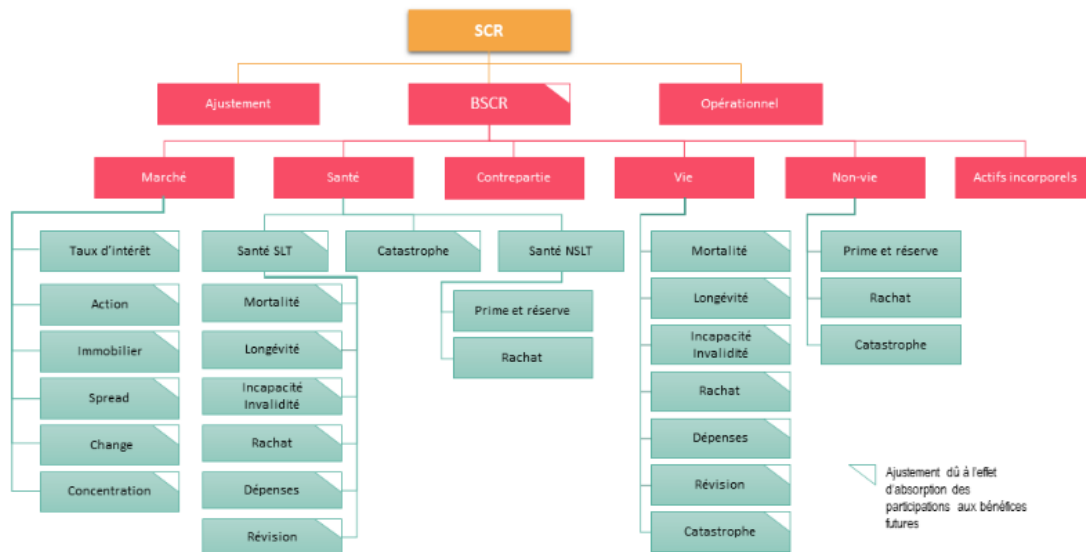 SCR
Ajustement
BSCR
Opérationnel
Marché
Santé
Contrepartie
Vie
Non-vie
Actifs incorporels
Taux d'intérêt
Action
Immobilier
Spread
Change
Concentration
Santé SLT
Mortalité
Longévité
Incapacité
Invalidité
Rachat
Dépenses
Révision
Catastrophe
Santé NSLT
Prime et réserve
Rachat
Mortalité
Longévité
Incapacité
Invalidité
Rachat
Dépenses
Révision
Catastrophe
Prime et réserve
Rachat
Catastrophe
Ajustement dû à l'effet
d'absorption des
participations aux bénéfices
futures